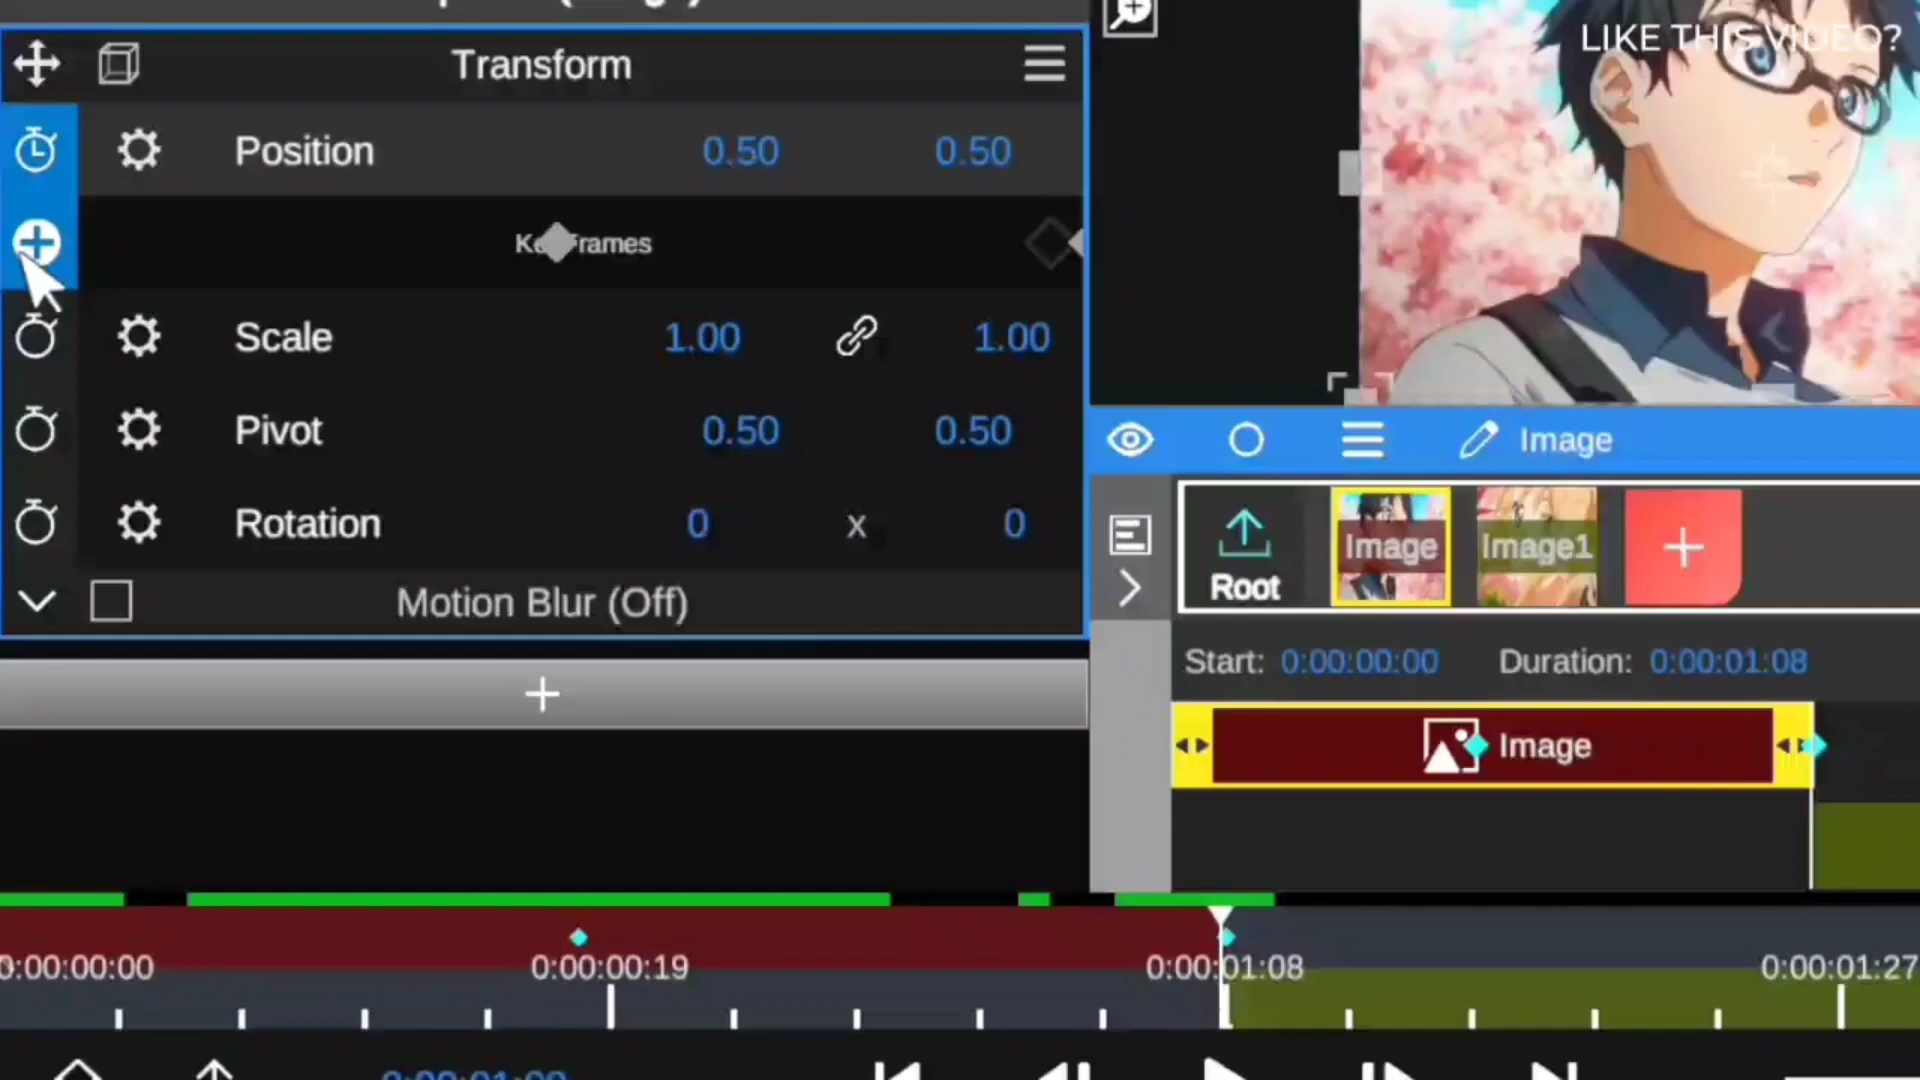 LIKE THIS VIDEO?
Transform
Position 0.50 0.50
KeyFrames
Scale 1.00 1.00
Pivot 0.50 0.50
Rotation 0 x 0
Motion Blur (Off)
Image
Root Image Image1
Start: 0:00:00:00 Duration: 0:00:01:08
Image
0:00:00:00 0:00:00:19 0:00:01:08 0:00:01:27